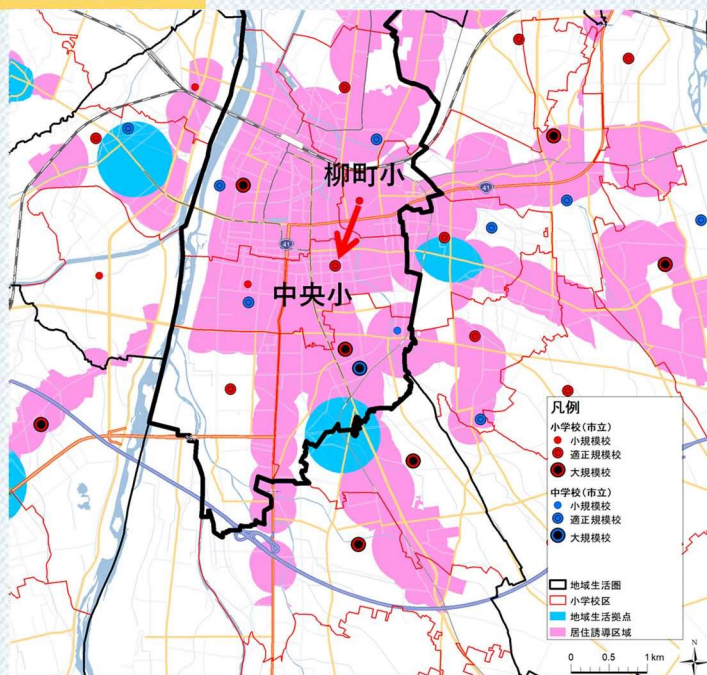 41
柳町小
41
中央小
凡例
小学校(市立)
小規模校
適正規模校
大規模校
中学校(市立)
小規模校
適正規模校
大規模校
地域生活圏
小学校区
地域生活拠点
居住誘導区域
N
0 0.5 1 km